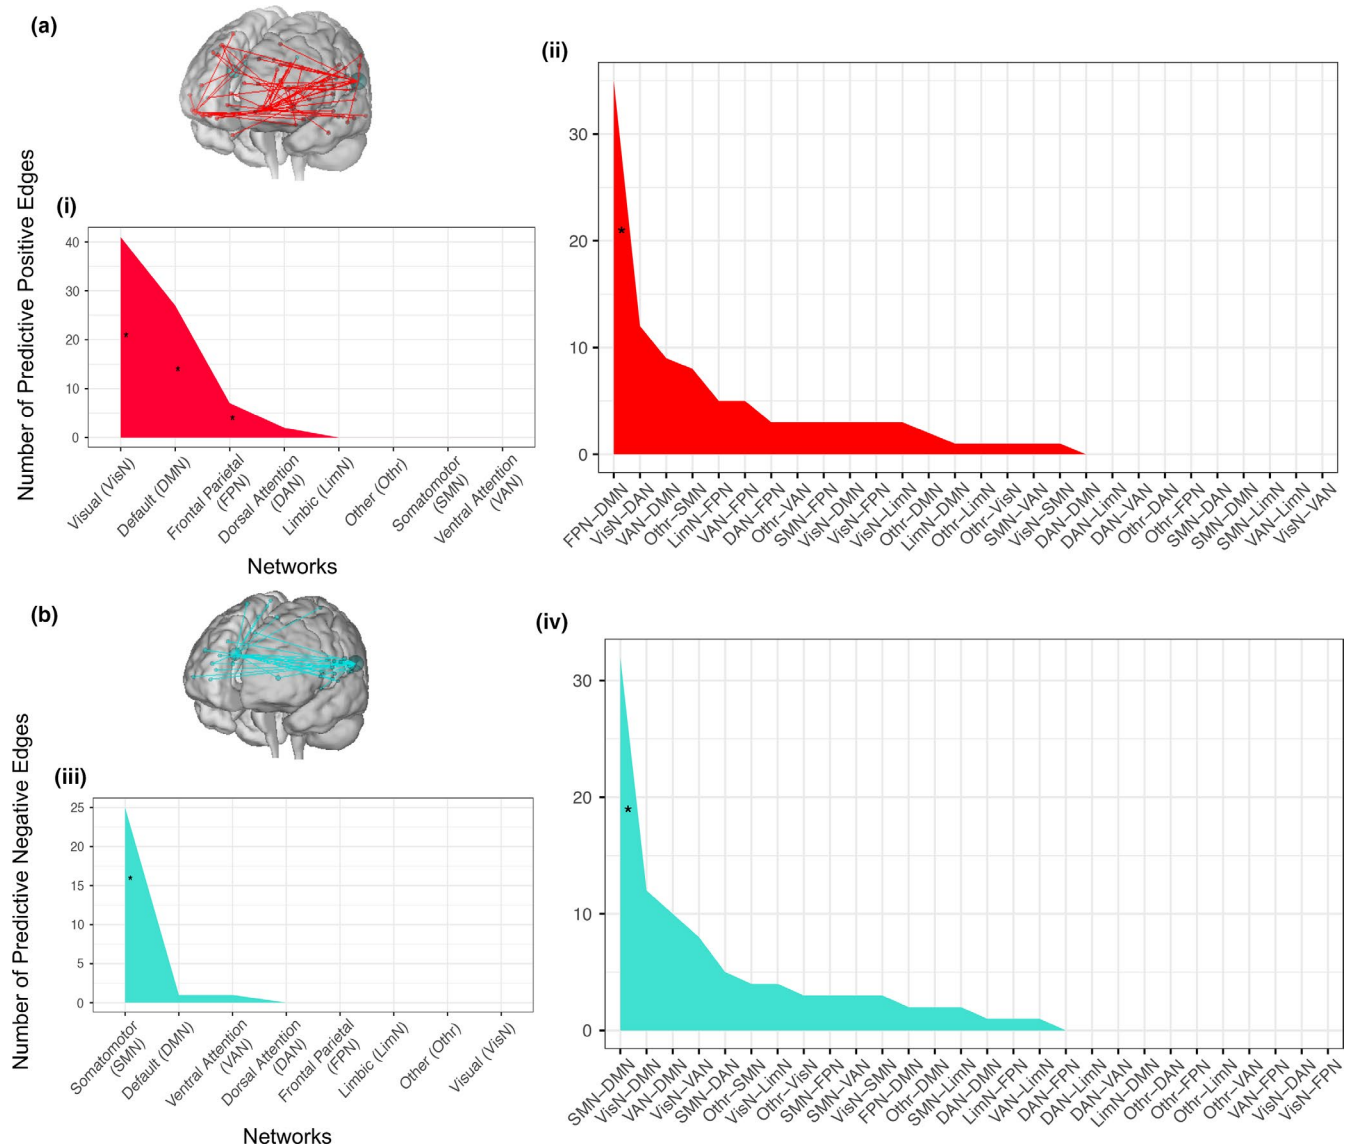 (a)
(ii)
Number of Predictive Positive Edges
(i)
40
30
20
10
0
*
*
*
Visual (VisN)
Default (DMN)
Frontal Parietal
(FPN)
Dorsal Attention
(DAN)
Limbic (LimN)
Other (Othr)
Somatomotor
(SMN)
Ventral Attention
(VAN)
Networks
30
20
10
0
*
FPN–DMN
VisN–DAN
VAN–DMN
Othr–SMN
LimN–FPN
VAN–FPN
DAN–FPN
Othr–VAN
SMN–FPN
VisN–DMN
VisN–FPN
VisN–LimN
Othr–DMN
LimN–DMN
Othr–LimN
Othr–VisN
SMN–VAN
VisN–SMN
DAN–DMN
DAN–LimN
DAN–VAN
Othr–DAN
Othr–FPN
SMN–DAN
SMN–DMN
SMN–LimN
VAN–LimN
VisN–VAN
(b)
(iv)
Number of Predictive Negative Edges
(iii)
25
20
15
10
5
0
*
Somatomotor
(SMN)
Default (DMN)
Ventral Attention
(VAN)
Dorsal Attention
(DAN)
Frontal Parietal
(FPN)
Limbic (LimN)
Other (Othr)
Visual (VisN)
Networks
30
20
10
0
*
SMN–DMN
VisN–DMN
VAN–DMN
VisN–VAN
SMN–DAN
Othr–SMN
VisN–LimN
Othr–VisN
SMN–FPN
SMN–VAN
VisN–SMN
FPN–DMN
Othr–DMN
SMN–LimN
DAN–DMN
LimN–FPN
VAN–LimN
DAN–FPN
DAN–LimN
DAN–VAN
LimN–DMN
Othr–DAN
Othr–FPN
Othr–LimN
Othr–VAN
VAN–FPN
VisN–DAN
VisN–FPN